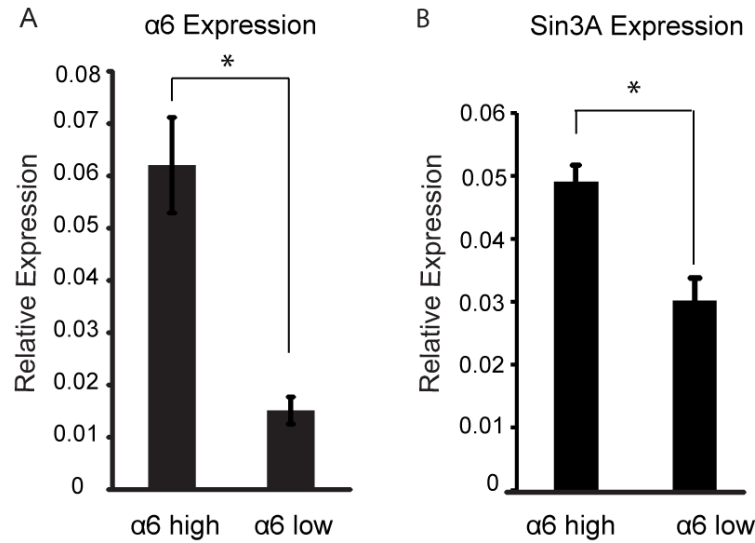 A
α6 Expression
*
Relative Expression
0.08
0.07
0.06
0.05
0.04
0.03
0.02
0.01
0
α6 high
α6 low
B
Sin3A Expression
*
Relative Expression
0.06
0.05
0.04
0.03
0.02
0.01
0
α6 high
α6 low